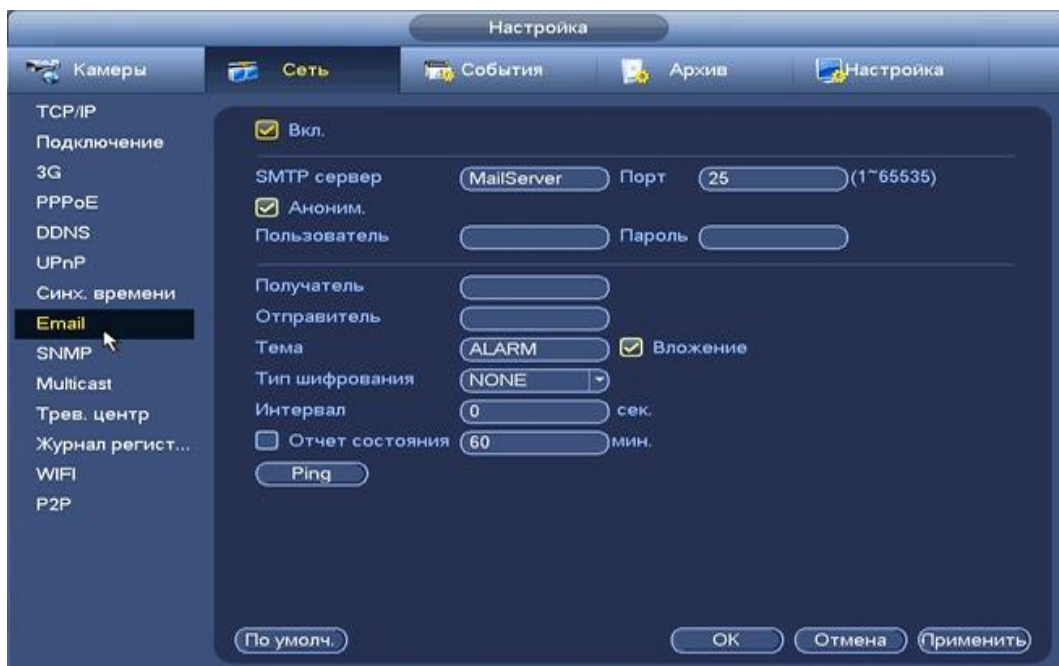 Настройка
Камеры Сеть События Архив Настройка
TCP/IP
Подключение
3G
PPPoE
DDNS
UPnP
Синх. времени
Email
SNMP
Multicast
Трев. центр
Журнал регист...
WIFI
P2P
Вкл.
SMTP сервер MailServer Порт 25 (1~65535)
Аноним.
Пользователь Пароль
Получатель
Отправитель
Тема ALARM Вложение
Тип шифрования NONE
Интервал 0 сек.
Отчет состояния 60 мин.
Ping
По умолч. OK Отмена Применить